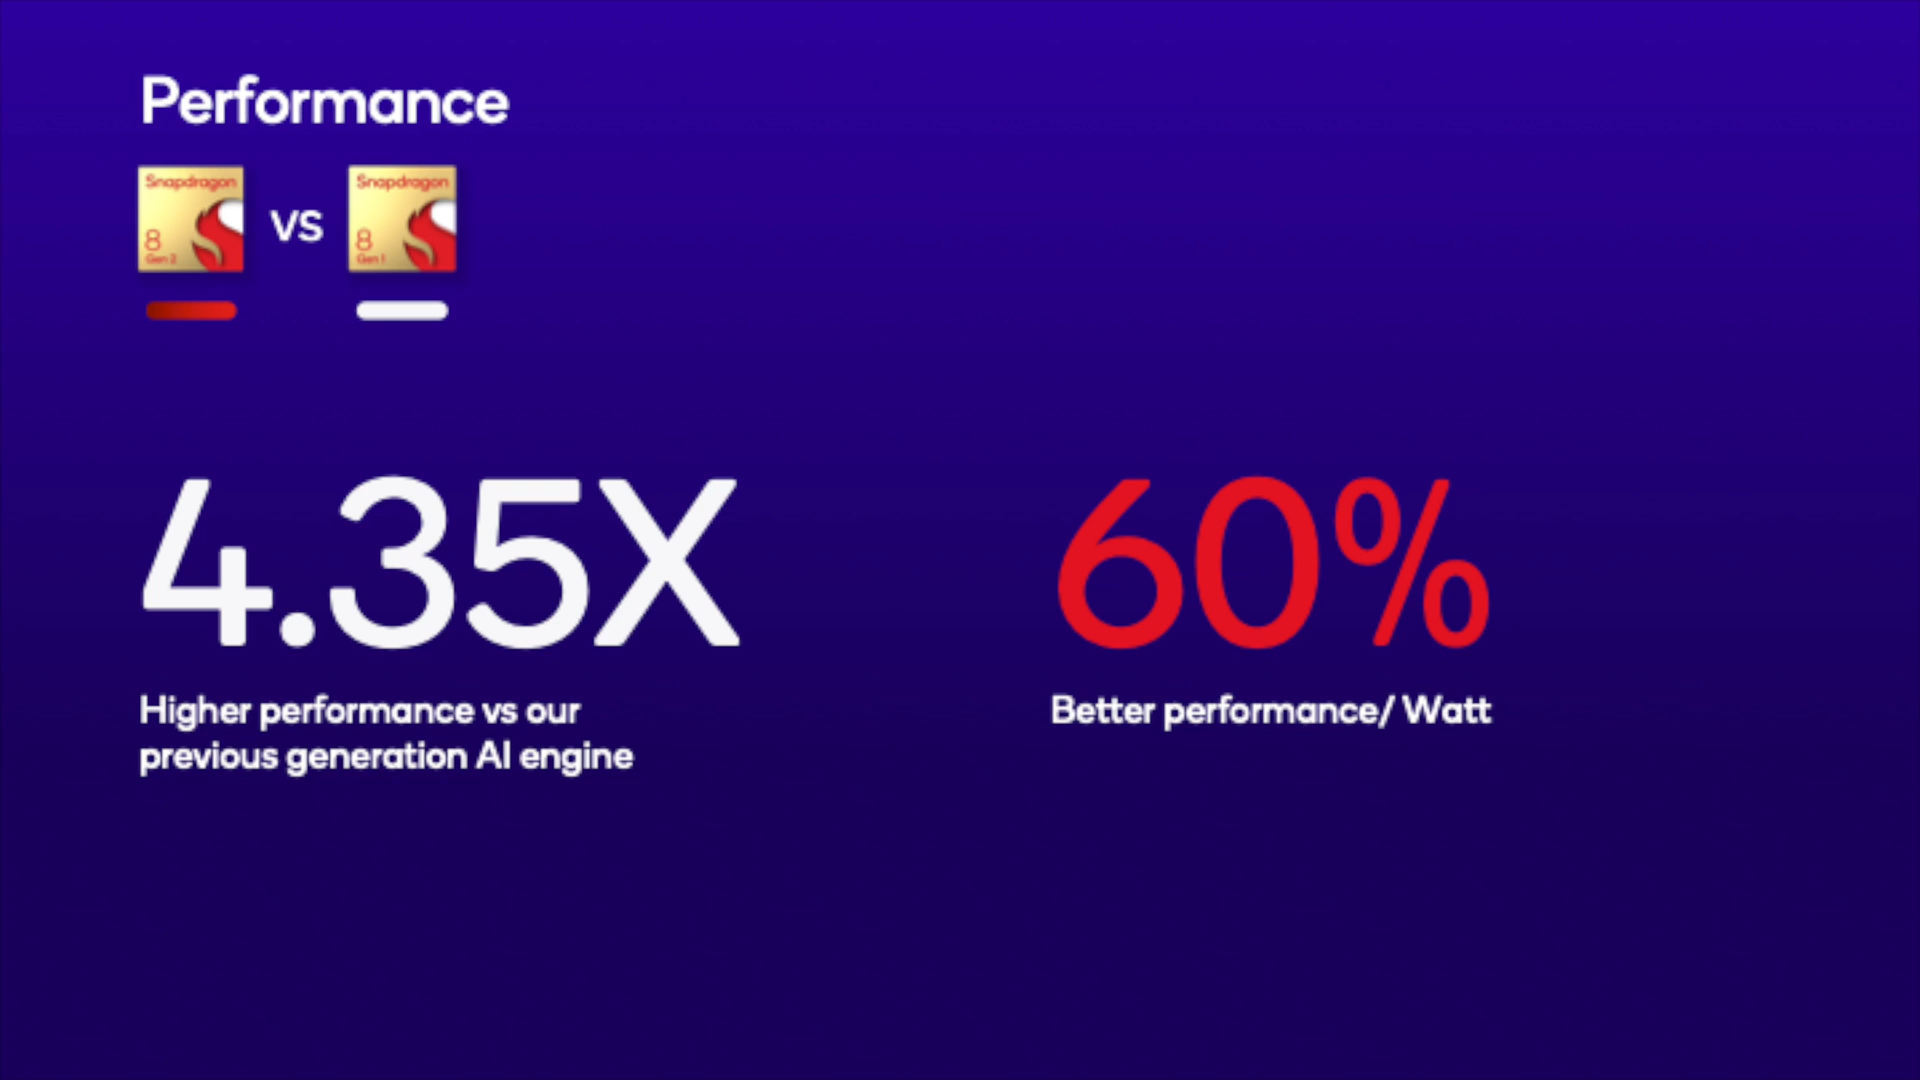 Performance
Snapdragon
8
Gen 2
VS
Snapdragon
8
Gen 1
4.35X
60%
Higher performance vs our
previous generation AI engine
Better performance/ Watt